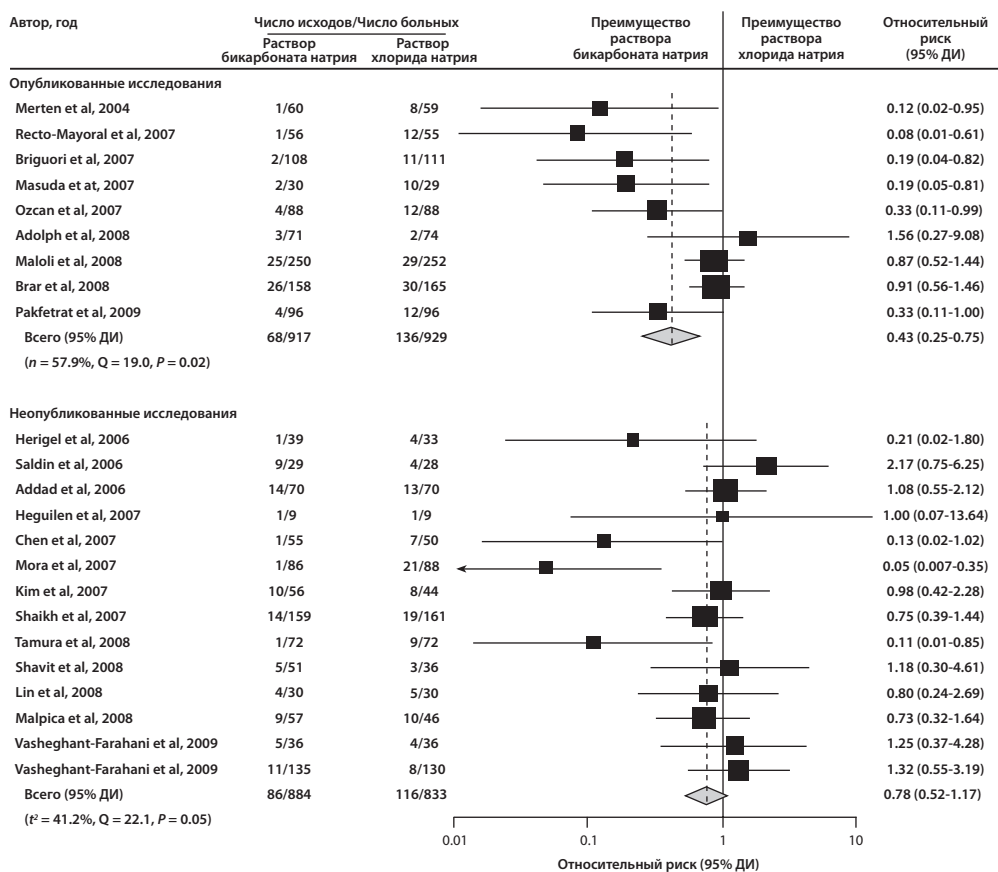 Автор, год Число исходов/Число больных Преимущество раствора бикарбоната натрия Преимущество раствора хлорида натрия Относительный риск (95% ДИ)
Раствор бикарбоната натрия Раствор хлорида натрия
Опубликованные исследования
Merten et al, 2004 1/60 8/59 0.12 (0.02-0.95)
Recto-Mayoral et al, 2007 1/56 12/55 0.08 (0.01-0.61)
Briguori et al, 2007 2/108 11/111 0.19 (0.04-0.82)
Masuda et at, 2007 2/30 10/29 0.19 (0.05-0.81)
Ozcan et al, 2007 4/88 12/88 0.33 (0.11-0.99)
Adolph et al, 2008 3/71 2/74 1.56 (0.27-9.08)
Maloli et al, 2008 25/250 29/252 0.87 (0.52-1.44)
Brar et al, 2008 26/158 30/165 0.91 (0.56-1.46)
Pakfetrat et al, 2009 4/96 12/96 0.33 (0.11-1.00)
Всего (95% ДИ) 68/917 136/929 0.43 (0.25-0.75)
(n = 57.9%, Q = 19.0, P = 0.02)
Неопубликованные исследования
Herigel et al, 2006 1/39 4/33 0.21 (0.02-1.80)
Saldin et al, 2006 9/29 4/28 2.17 (0.75-6.25)
Addad et al, 2006 14/70 13/70 1.08 (0.55-2.12)
Heguilen et al, 2007 1/9 1/9 1.00 (0.07-13.64)
Chen et al, 2007 1/55 7/50 0.13 (0.02-1.02)
Mora et al, 2007 1/86 21/88 0.05 (0.007-0.35)
Kim et al, 2007 10/56 8/44 0.98 (0.42-2.28)
Shaikh et al, 2007 14/159 19/161 0.75 (0.39-1.44)
Tamura et al, 2008 1/72 9/72 0.11 (0.01-0.85)
Shavit et al, 2008 5/51 3/36 1.18 (0.30-4.61)
Lin et al, 2008 4/30 5/30 0.80 (0.24-2.69)
Malpica et al, 2008 9/57 10/46 0.73 (0.32-1.64)
Vasheghant-Farahani et al, 2009 5/36 4/36 1.25 (0.37-4.28)
Vasheghant-Farahani et al, 2009 11/135 8/130 1.32 (0.55-3.19)
Всего (95% ДИ) 86/884 116/833 0.78 (0.52-1.17)
(t² = 41.2%, Q = 22.1, P = 0.05)
0.01 0.1 1 10
Относительный риск (95% ДИ)